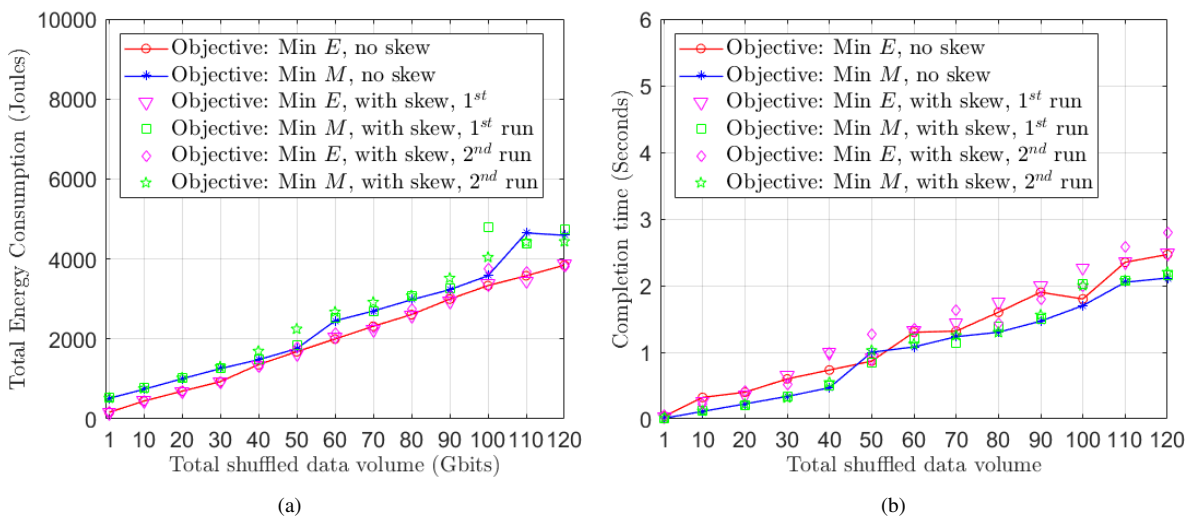 10000
8000
6000
4000
2000
0
Total Energy Consumption (Joules)
Objective: Min E, no skew
Objective: Min M, no skew
Objective: Min E, with skew, 1st
Objective: Min M, with skew, 1st run
Objective: Min E, with skew, 2nd run
Objective: Min M, with skew, 2nd run
1 10 20 30 40 50 60 70 80 90 100 110 120
Total shuffled data volume (Gbits)
(a)
6
5
4
3
2
1
0
Completion time (Seconds)
Objective: Min E, no skew
Objective: Min M, no skew
Objective: Min E, with skew, 1st run
Objective: Min M, with skew, 1st run
Objective: Min E, with skew, 2nd run
Objective: Min M, with skew, 2nd run
1 10 20 30 40 50 60 70 80 90 100 110 120
Total shuffled data volume
(b)